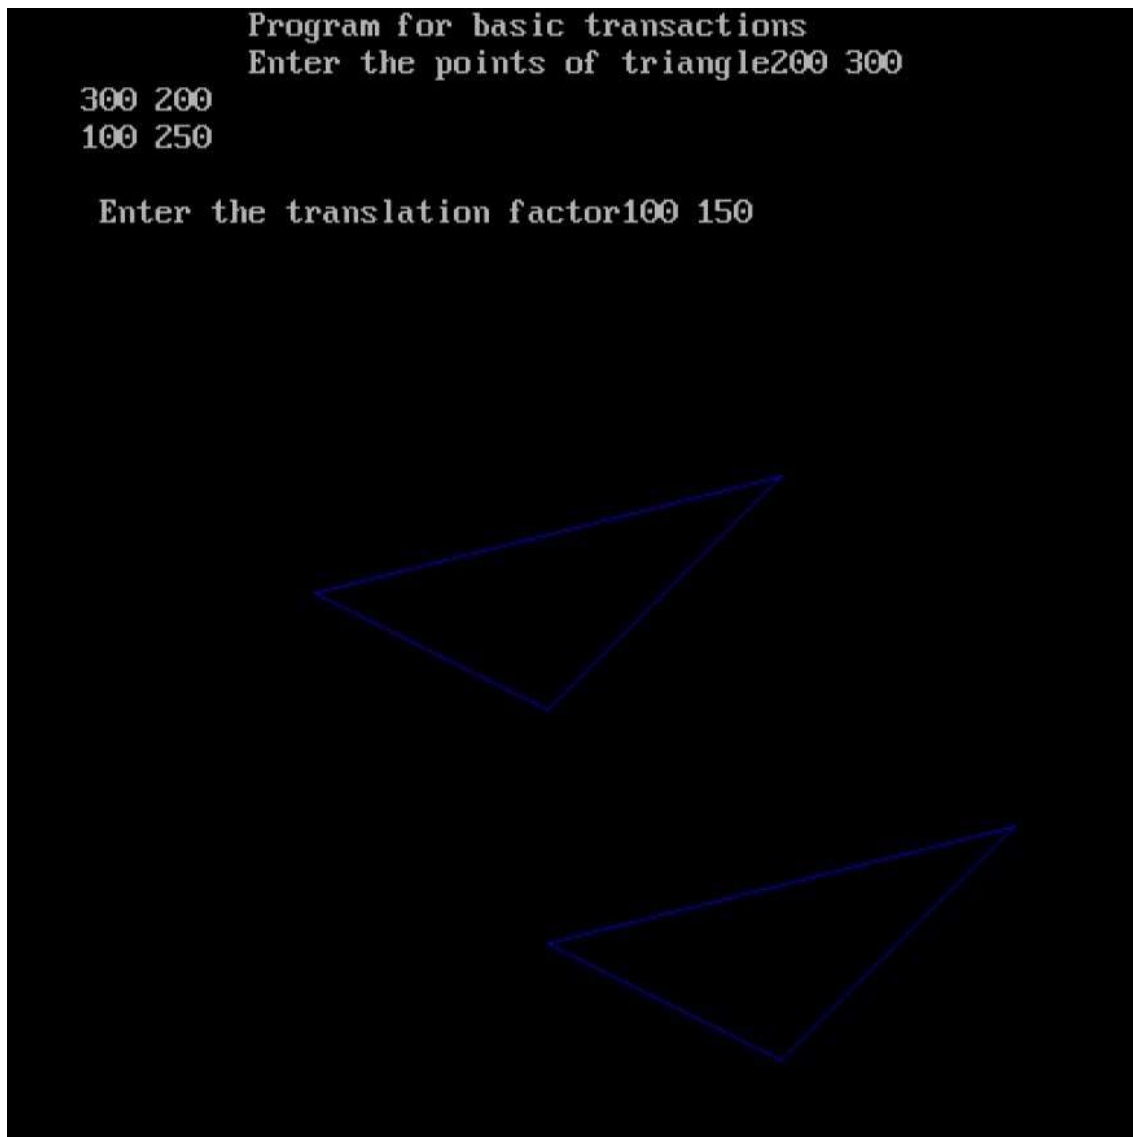 Program for basic transactions
Enter the points of triangle200 300
300 200
100 250
Enter the translation factor100 150